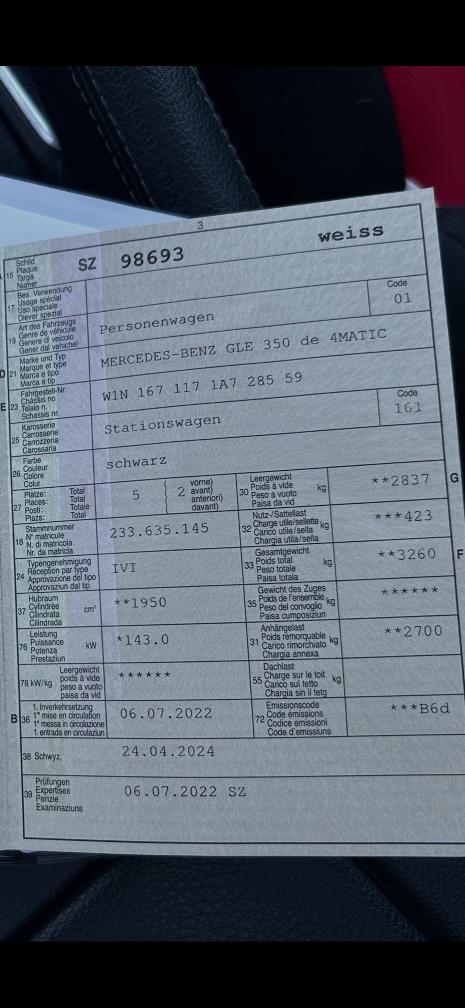 3
A 15 Schild Plaque Targa Numer SZ 98693 weiss
17 Bes. Verwendung Usage spécial Uso speciale Diever spezial
Code 01
19 Art des Fahrzeugs Genre de véhicule Genere di veicolo Gener dal vehichel Personenwagen
D 21 Marke und Typ Marque et type Marca e tipo Marca e tip MERCEDES-BENZ GLE 350 de 4MATIC
E 23 Fahrgestell-Nr. Châssis no Telaio n. Schassis nr. W1N 167 117 1A7 285 59
25 Karosserie Carrosserie Carrozzeria Carossaria Stationswagen
Code 161
26 Farbe Couleur Colore Colur schwarz
27 Plätze: Total Places: Total Posti: Totale Plazs: Total 5 ( 2 vorne) avant) anteriori) davant)
30 Leergewicht Poids à vide Peso a vuoto Paisa da vid kg **2837 G
18 Stammnummer N° matricule N. di matricola Nr. da matricla 233.635.145
32 Nutz-/Sattellast Charge utile/sellette Carico utile/sella Chargia utila/sella kg ***423
24 Typengenehmigung Réception par type Approvazione del tipo Approvaziun dal tip IVI
33 Gesamtgewicht Poids total Peso totale Paisa totala kg **3260 F
37 Hubraum Cylindrée Cilindrata Cilindrada cm³ **1950
35 Gewicht des Zuges Poids de l'ensemble Peso del convoglio Paisa cumposiziun kg ******
76 Leistung Puissance Potenza Prestaziun kW *143.0
31 Anhängelast Poids remorquable Carico rimorchiato Chargia annexa kg **2700
78 kW/kg Leergewicht poids à vide peso a vuoto paisa da vid ******
55 Dachlast Charge sur le toit Carico sul tetto Chargia sin il tetg kg
B 36 1. Inverkehrsetzung 1re mise en circulation 1a messa in circolazione 1. entrada en circulaziun 06.07.2022
72 Emissionscode Code émissions Codice emissioni Code d'emissiuns ***B6d
38 Schwyz, 24.04.2024
39 Prüfungen Expertises Perizie Examinaziuns 06.07.2022 SZ